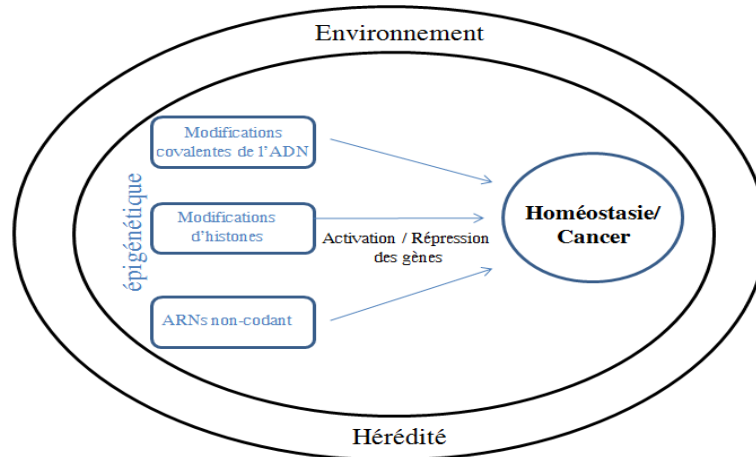 Environnement
Modifications
covalentes de l'ADN
épigénétique
Modifications
d'histones
Activation / Répression
des gènes
Homéostasie/
Cancer
ARNs non-codant
Hérédité